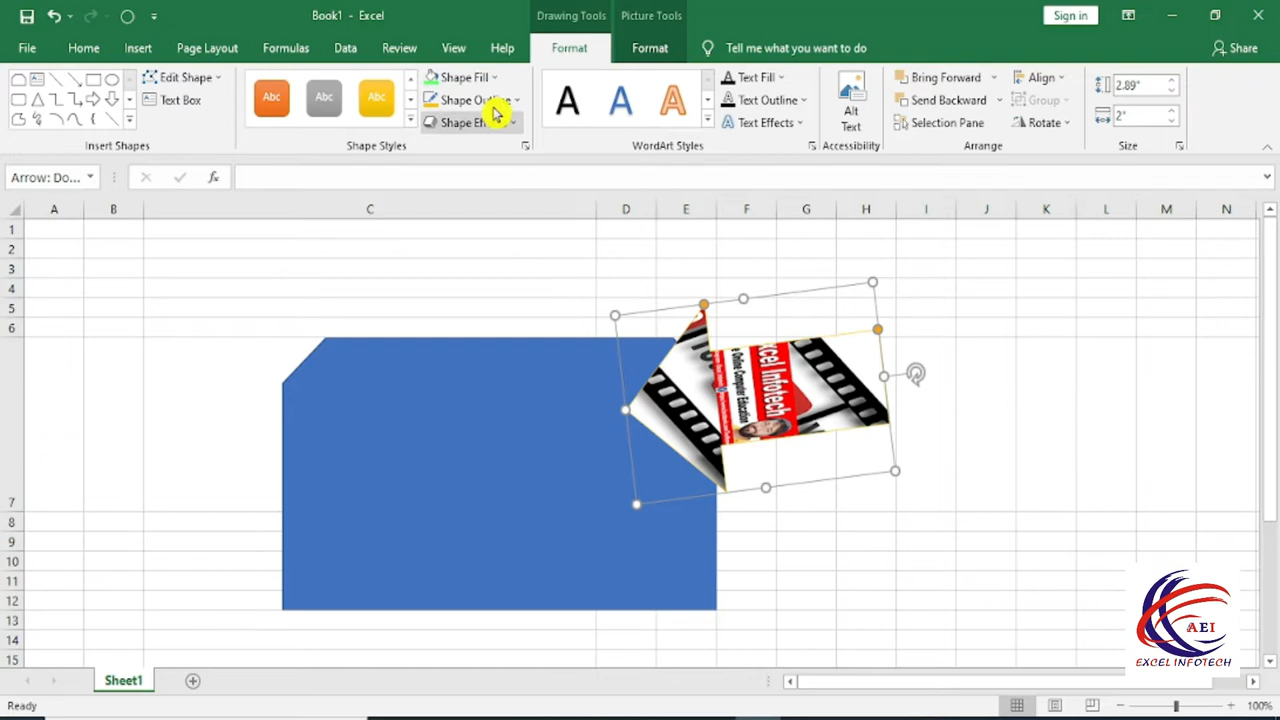 Book1 - Excel
Drawing Tools
Picture Tools
Sign in
File
Home
Insert
Page Layout
Formulas
Data
Review
View
Help
Format
Format
Tell me what you want to do
Share
Edit Shape
Text Box
Insert Shapes
Abc
Abc
Abc
Shape Fill
Shape Outline
Shape
Shape Styles
A
A
A
Text Fill
Text Outline
Text Effects
WordArt Styles
Alt
Text
Accessibility
Bring Forward
Send Backward
Selection Pane
Align
Group
Rotate
Arrange
2.89"
2"
Size
Arrow: Do...
fx
A B C D E F G H I J K L M N
1
2
3
4
5
6
7
8
9
10
11
12
13
14
15
Excel Infotech
e Online Computer Education
AEI
EXCEL INFOTECH
Sheet1
Ready
100%